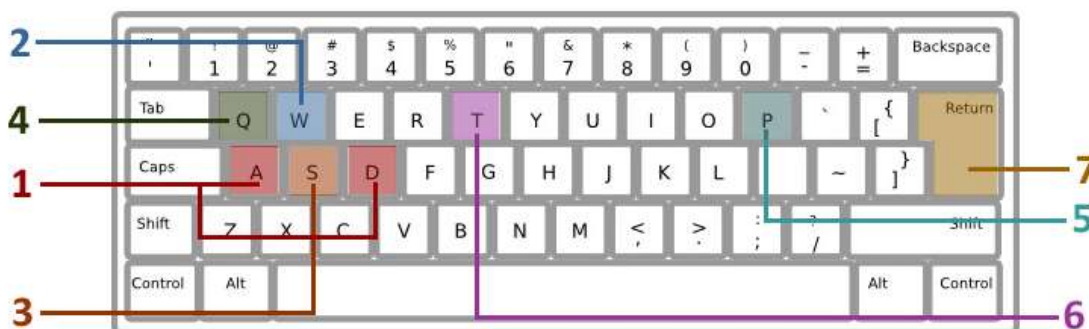 2
4
1
3
7
5
6
" ! @ # $ % " & * ( ) _ + Backspace
' 1 2 3 4 5 6 7 8 9 0 - =
Tab Q W E R T Y U I O P ` { [ Return
Caps A S D F G H J K L ~ } ]
Shift Z X C V B N M < , > . : ; ? / Shift
Control Alt Alt Control